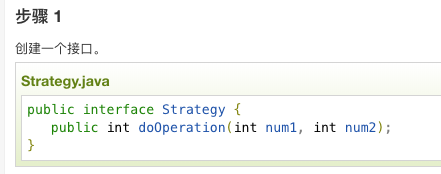 步骤 1
创建一个接口。
Strategy.java
public interface Strategy {
   public int doOperation(int num1, int num2);
}